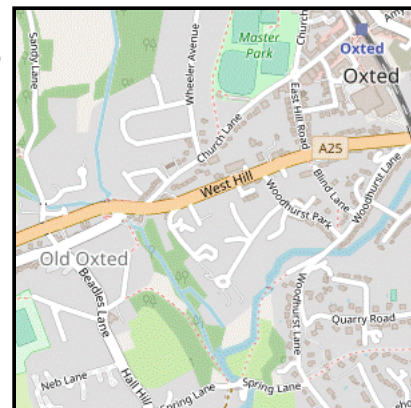 Sandy Lane
Wheeler Avenue
Master
Park
Church
Amy
Oxted
Oxted
Church Lane
East Hill Road
A25
West Hill
Woodhurst Park
Blind Lane
Woodhurst Lane
Old Oxted
Beadles Lane
Woodhurst Lane
Quarry Road
Hall Hill
Neb Lane
Spring Lane
Spring Lane